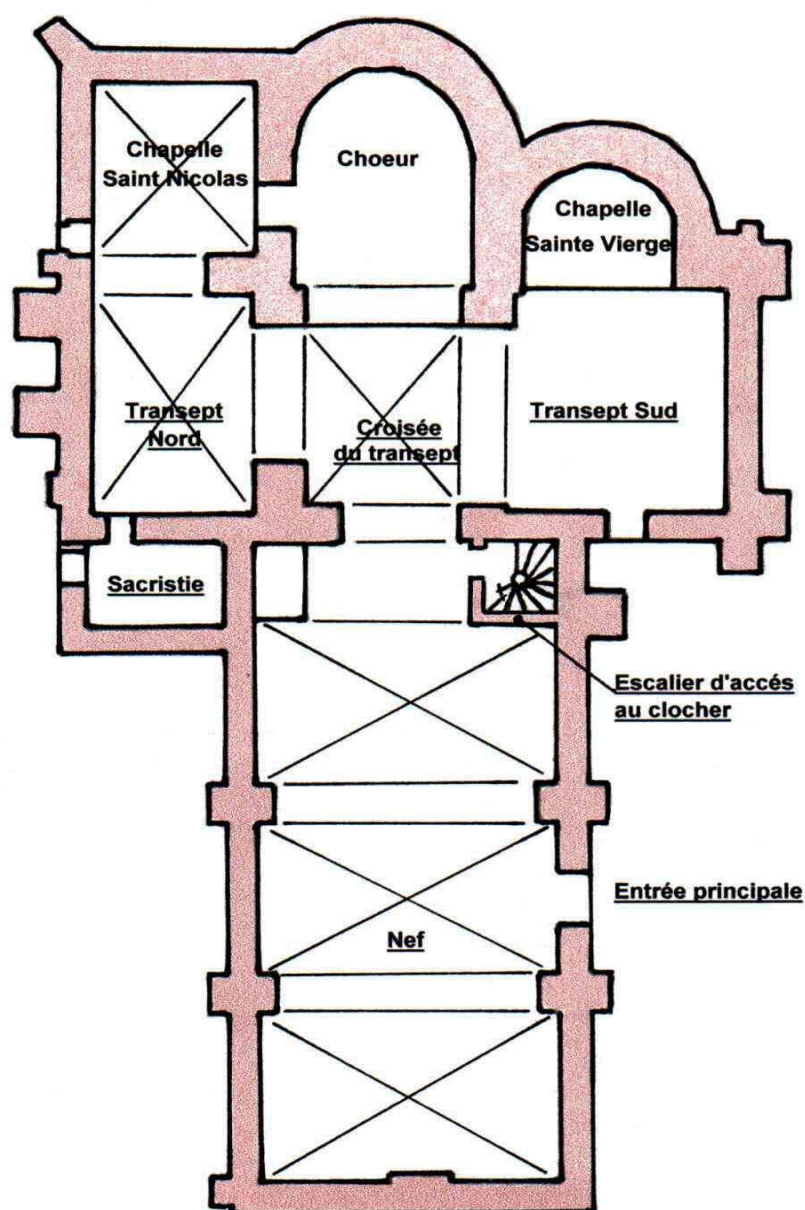 Chapelle
Saint Nicolas
Choeur
Chapelle
Sainte Vierge
Transept
Nord
Croisée
du transept
Transept Sud
Sacristie
Escalier d'accés
au clocher
Entrée principale
Nef